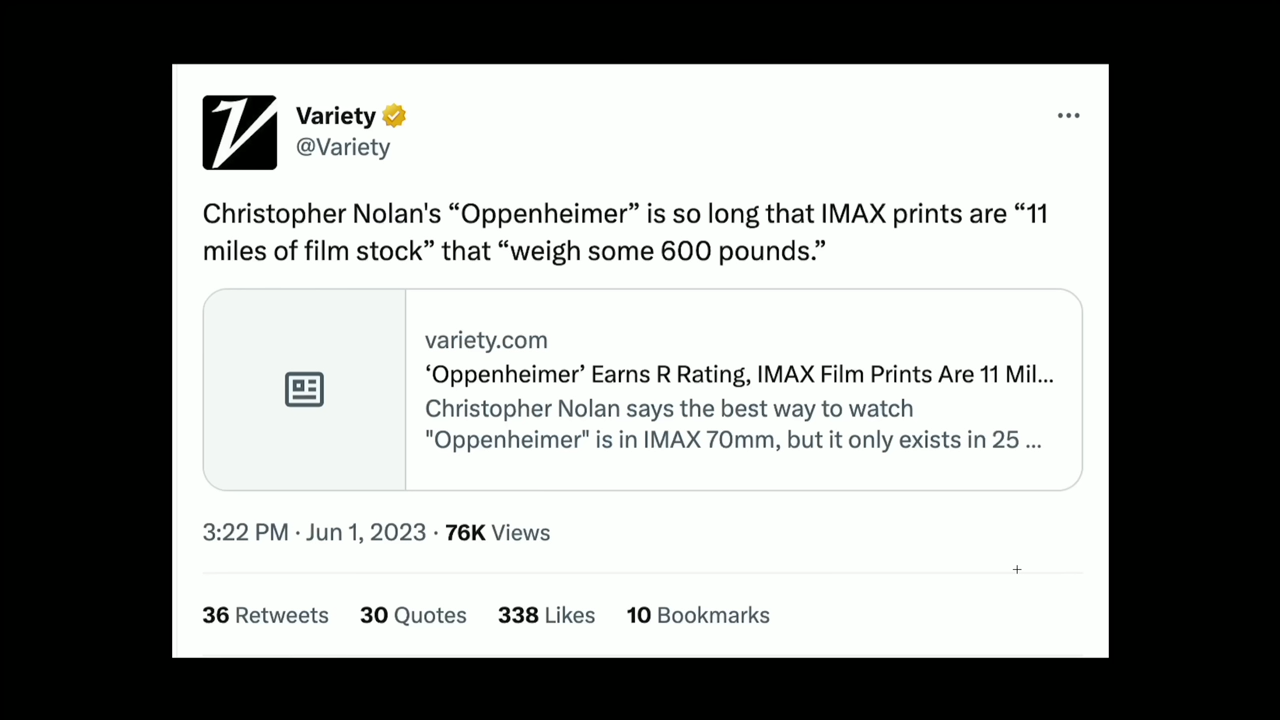 Variety
@Variety
Christopher Nolan's “Oppenheimer” is so long that IMAX prints are “11
miles of film stock” that “weigh some 600 pounds.”
variety.com
‘Oppenheimer’ Earns R Rating, IMAX Film Prints Are 11 Mil...
Christopher Nolan says the best way to watch
"Oppenheimer" is in IMAX 70mm, but it only exists in 25 ...
3:22 PM · Jun 1, 2023 · 76K Views
36 Retweets 30 Quotes 338 Likes 10 Bookmarks